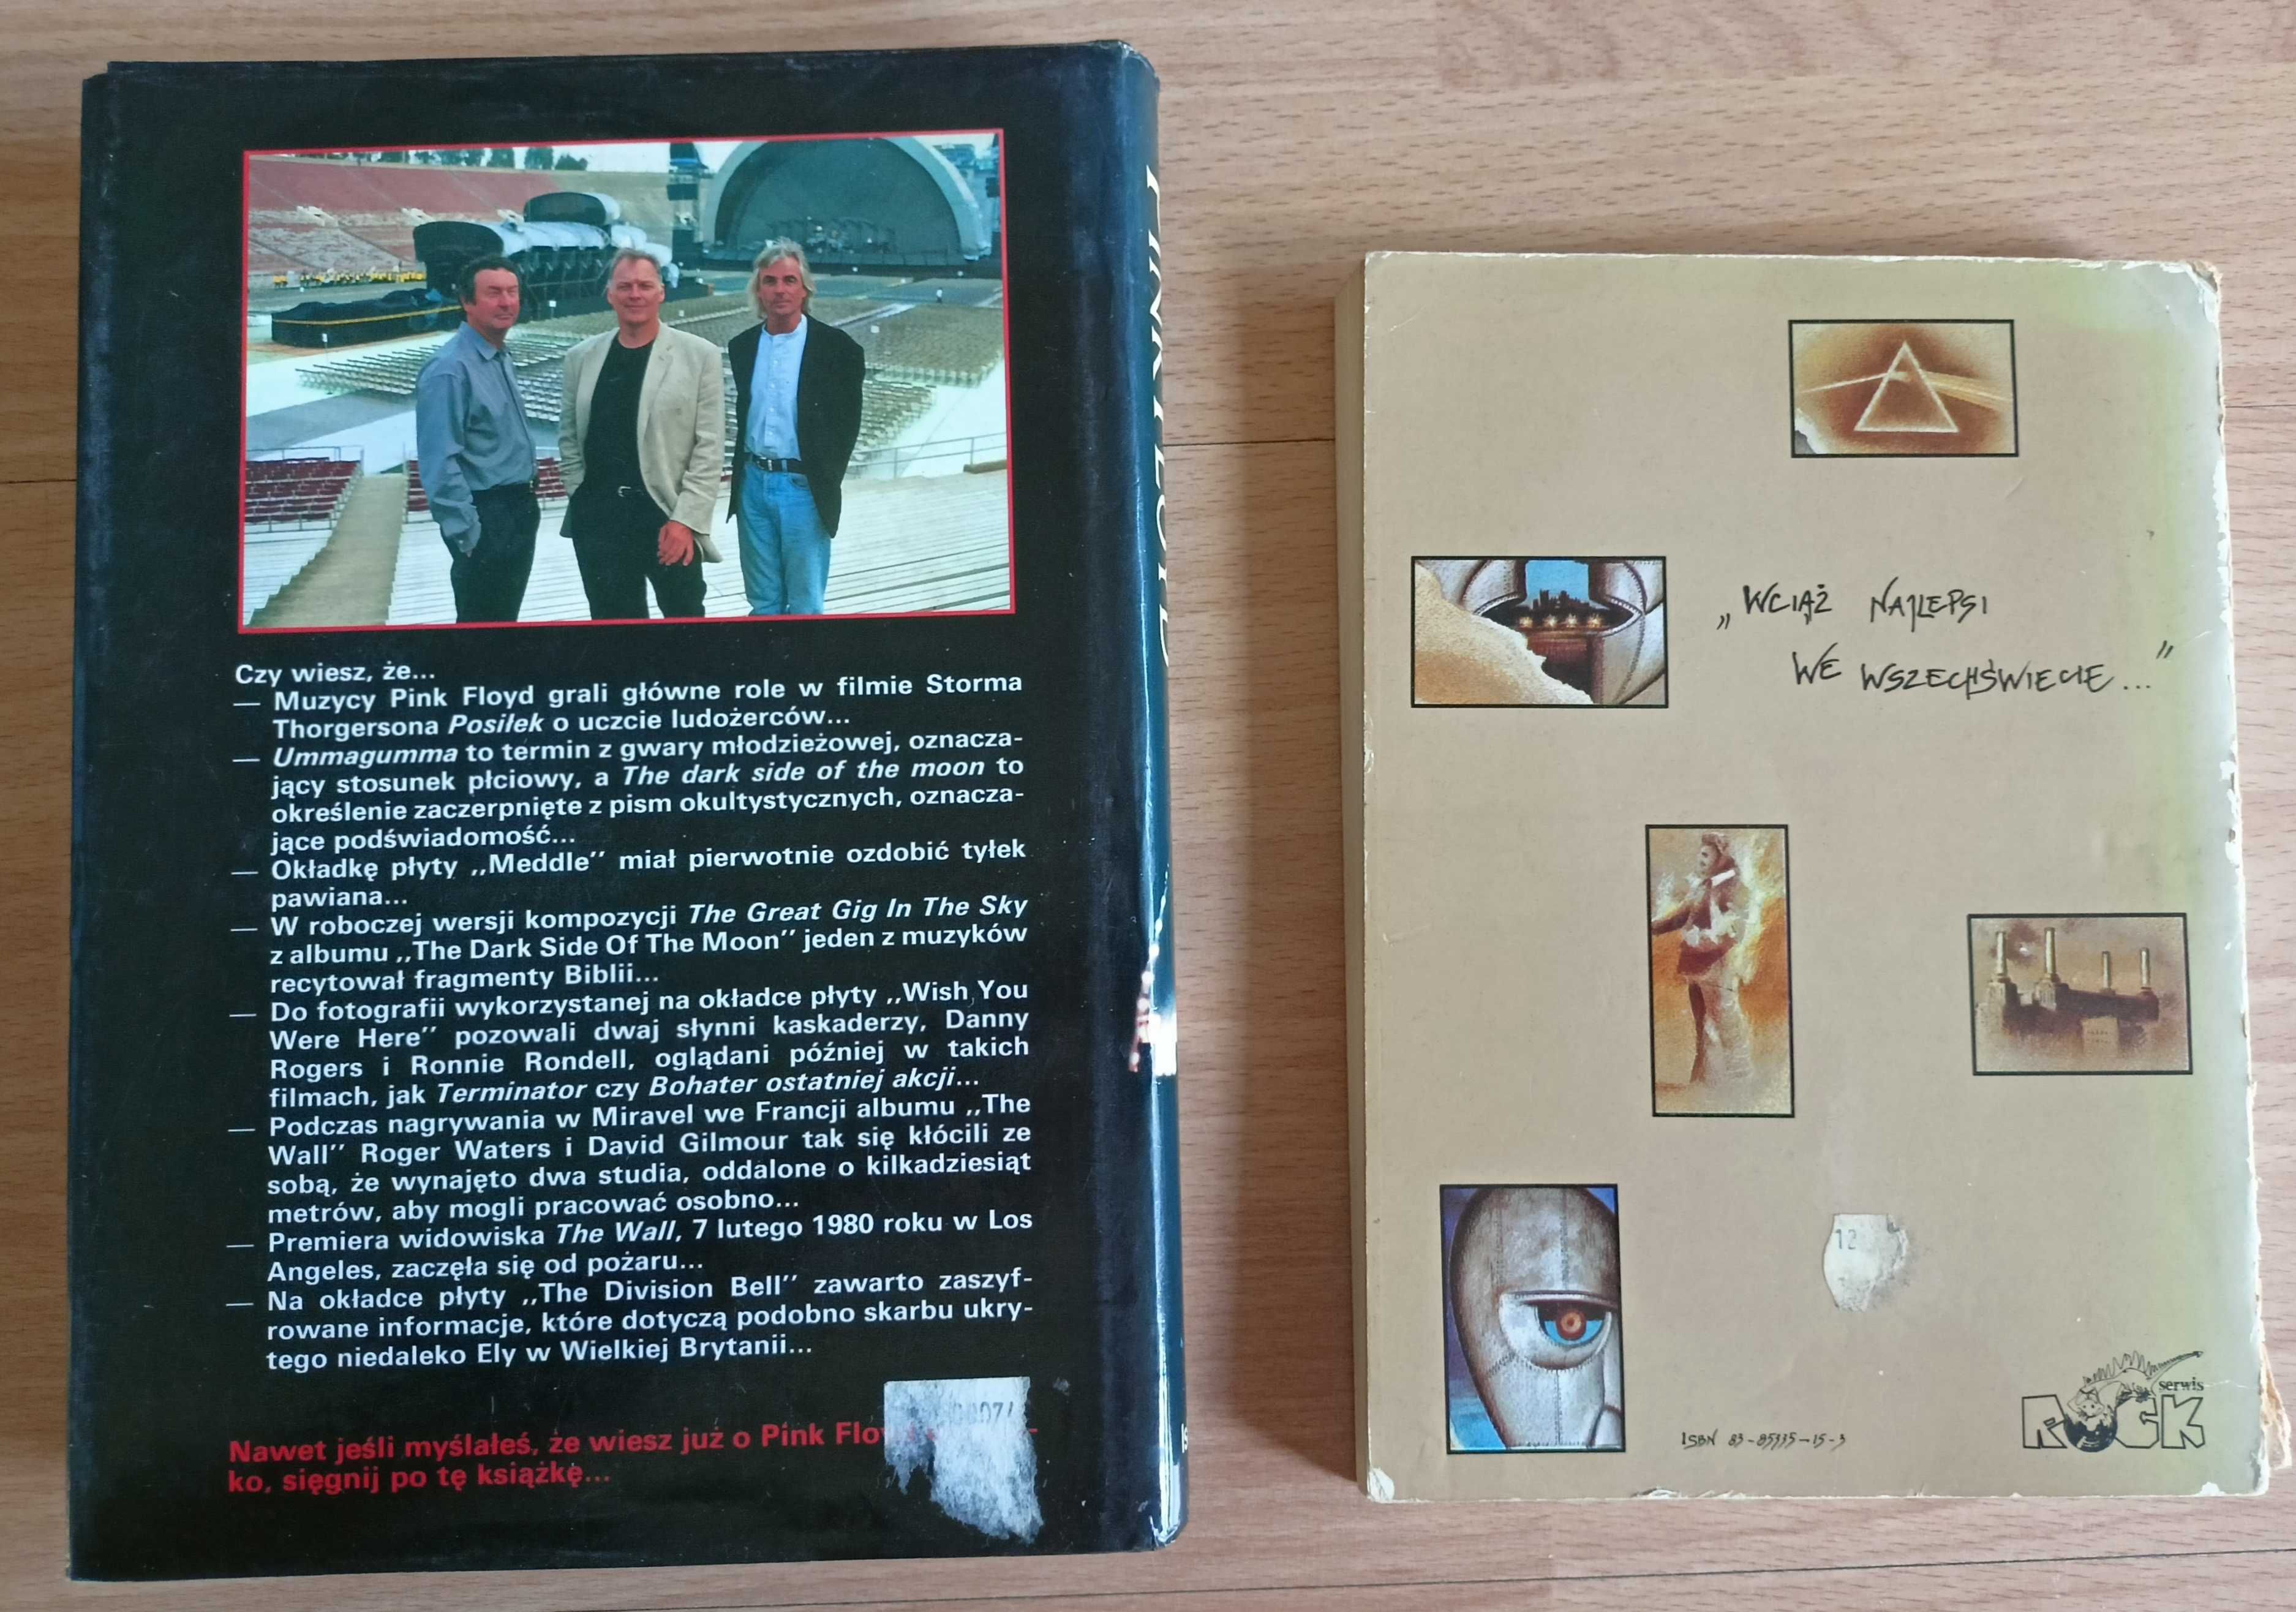 PINK FLOYD
Czy wiesz, że...
— Muzycy Pink Floyd grali główne role w filmie Storma
Thorgersona Posiłek o uczcie ludożerców...
— Ummagumma to termin z gwary młodzieżowej, oznacza-
jący stosunek płciowy, a The dark side of the moon to
określenie zaczerpnięte z pism okultystycznych, oznacza-
jące podświadomość...
— Okładkę płyty ,,Meddle'' miał pierwotnie ozdobić tyłek
pawiana...
— W roboczej wersji kompozycji The Great Gig In The Sky
z albumu ,,The Dark Side Of The Moon'' jeden z muzyków
recytował fragmenty Biblii...
— Do fotografii wykorzystanej na okładce płyty ,,Wish You
Were Here'' pozowali dwaj słynni kaskaderzy, Danny
Rogers i Ronnie Rondell, oglądani później w takich
filmach, jak Terminator czy Bohater ostatniej akcji...
— Podczas nagrywania w Miravel we Francji albumu ,,The
Wall'' Roger Waters i David Gilmour tak się kłócili ze
sobą, że wynajęto dwa studia, oddalone o kilkadziesiąt
metrów, aby mogli pracować osobno...
— Premiera widowiska The Wall, 7 lutego 1980 roku w Los
Angeles, zaczęła się od pożaru...
— Na okładce płyty ,,The Division Bell'' zawarto zaszyf-
rowane informacje, które dotyczą podobno skarbu ukry-
tego niedaleko Ely w Wielkiej Brytanii...
Nawet jeśli myślałeś, że wiesz już o Pink
ko, sięgnij po tę książkę...
„WCIĄŻ NAJLEPSI
WE WSZECHŚWIECIE..."
12
serwis
ROCK
ISBN 83-85335-15-3